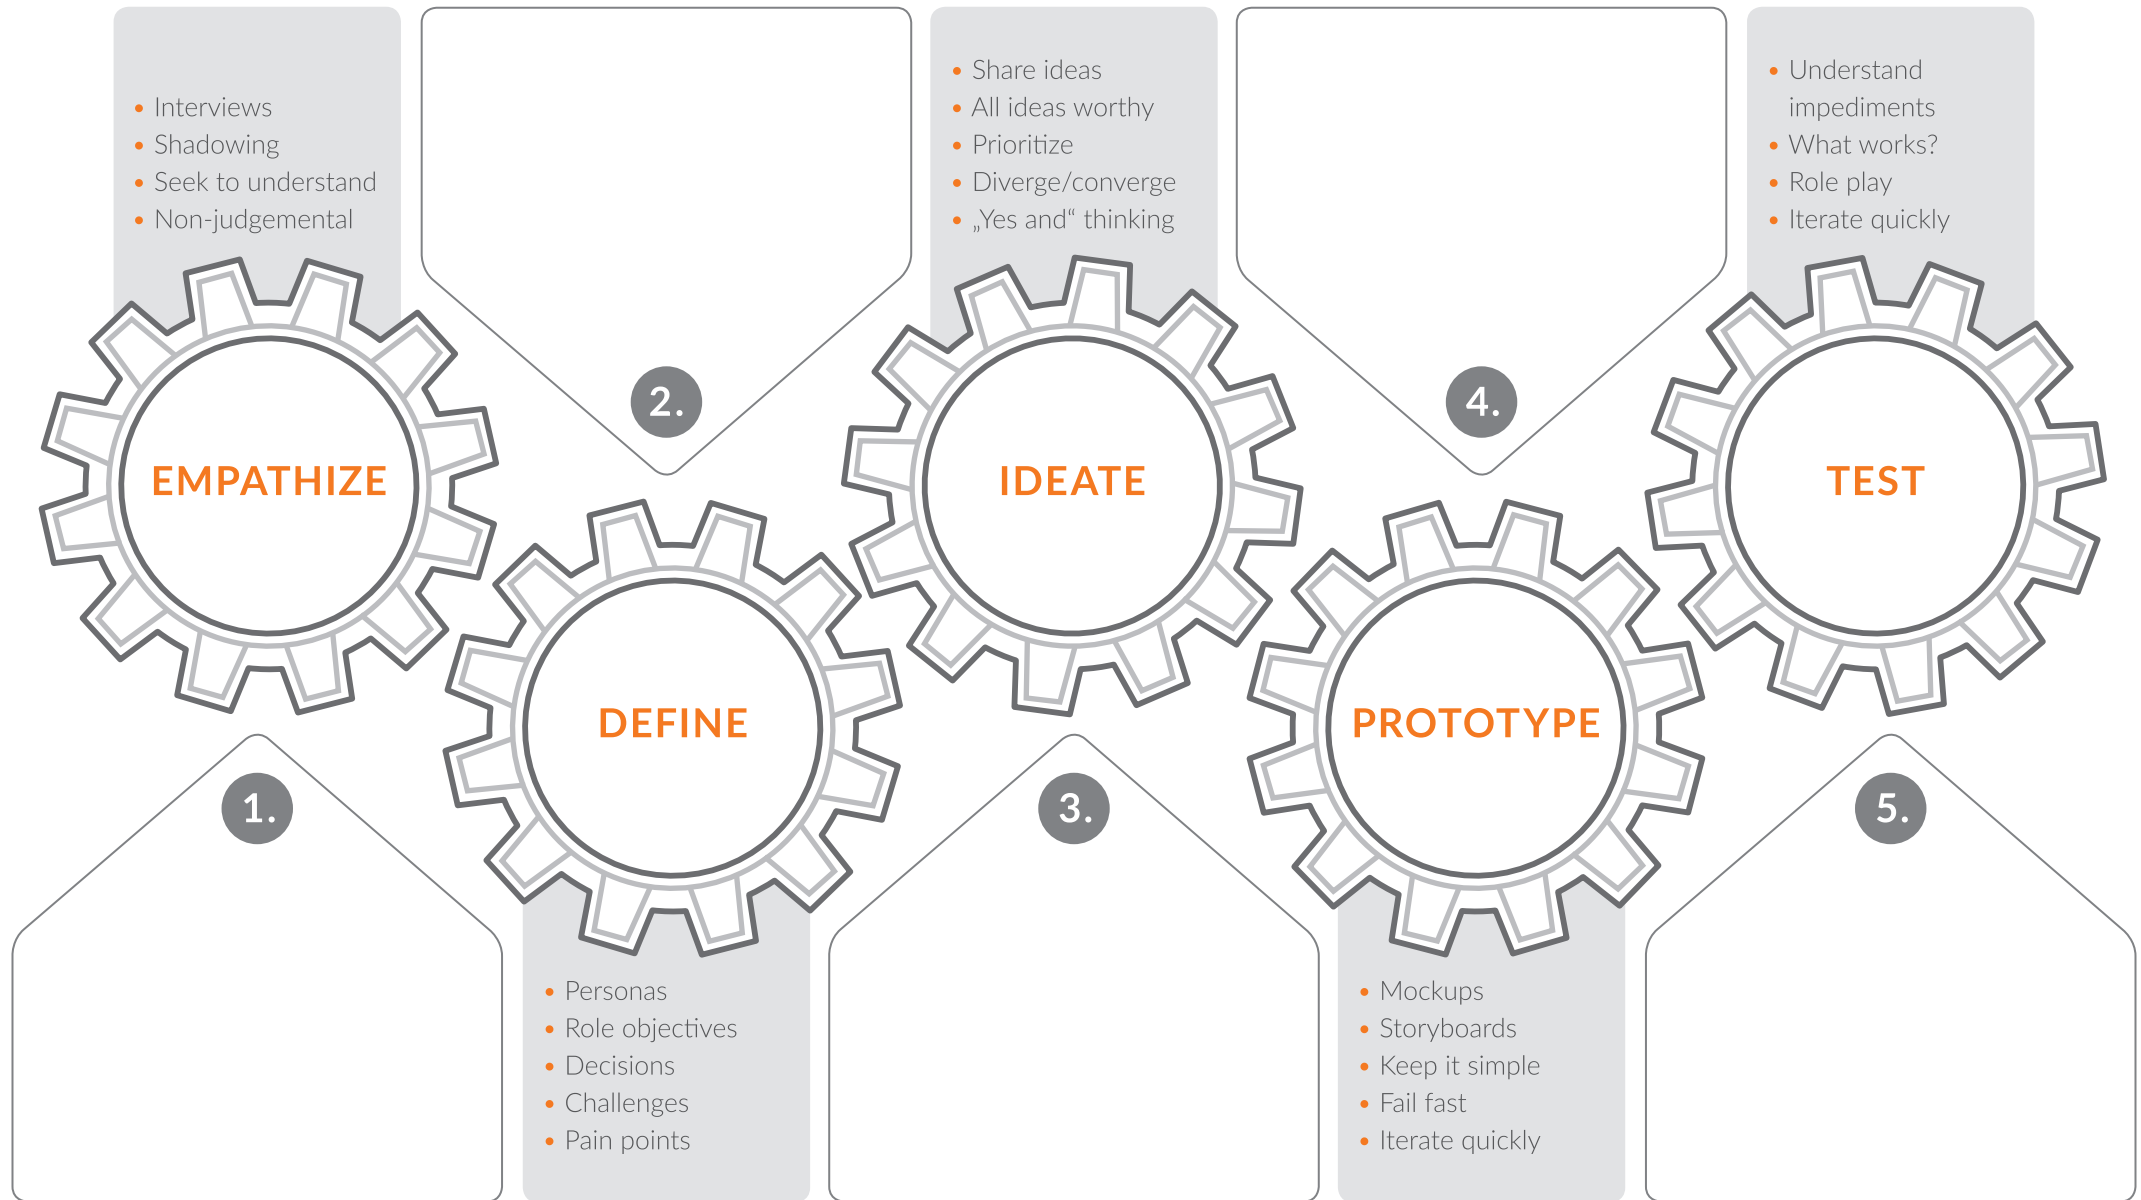 • Interviews
• Shadowing
• Seek to understand
• Non-judgemental
EMPATHIZE
1.
2.
DEFINE
• Personas
• Role objectives
• Decisions
• Challenges
• Pain points
• Share ideas
• All ideas worthy
• Prioritize
• Diverge/converge
• „Yes and“ thinking
IDEATE
3.
4.
PROTOTYPE
• Mockups
• Storyboards
• Keep it simple
• Fail fast
• Iterate quickly
• Understand
impediments
• What works?
• Role play
• Iterate quickly
TEST
5.